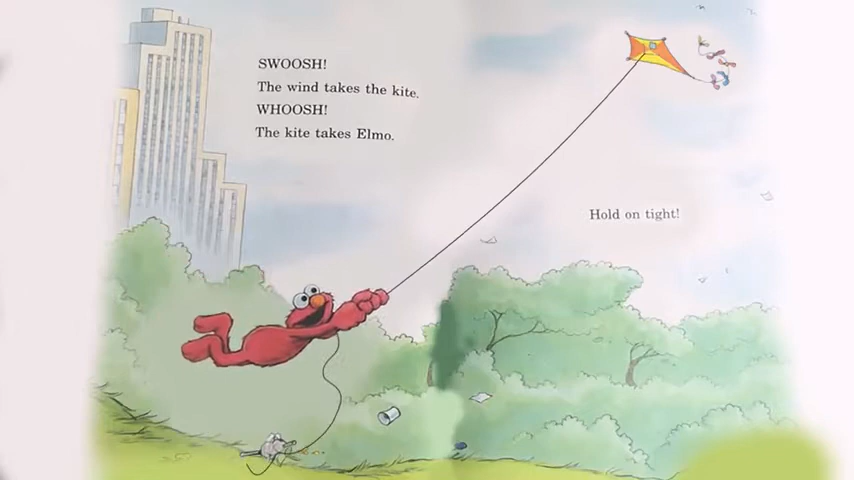 SWOOSH!
The wind takes the kite.
WHOOSH!
The kite takes Elmo.
Hold on tight!